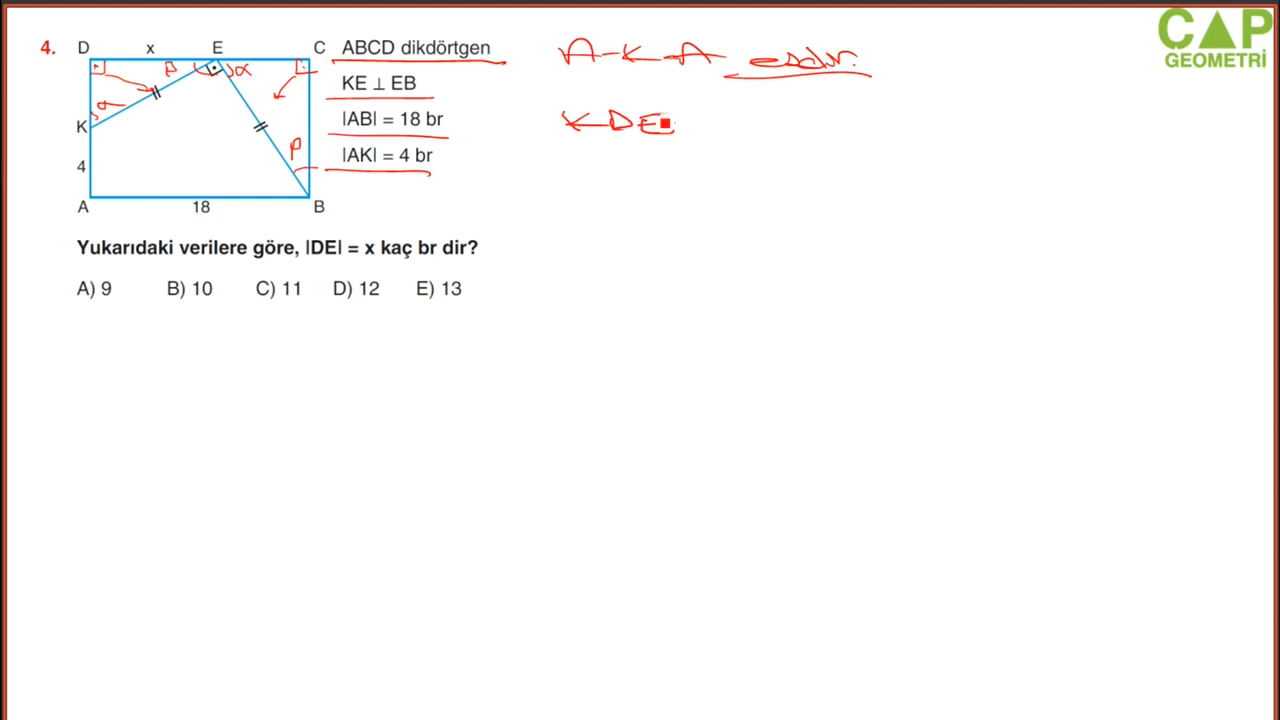 4. D x E C ABCD dikdörtgen
KE ⊥ EB
K |AB| = 18 br
4 |AK| = 4 br
A 18 B
α β α β
Yukarıdaki verilere göre, |DE| = x kaç br dir?
A) 9 B) 10 C) 11 D) 12 E) 13
A-K-A eşdir.
KDE
CAP
GEOMETRİ